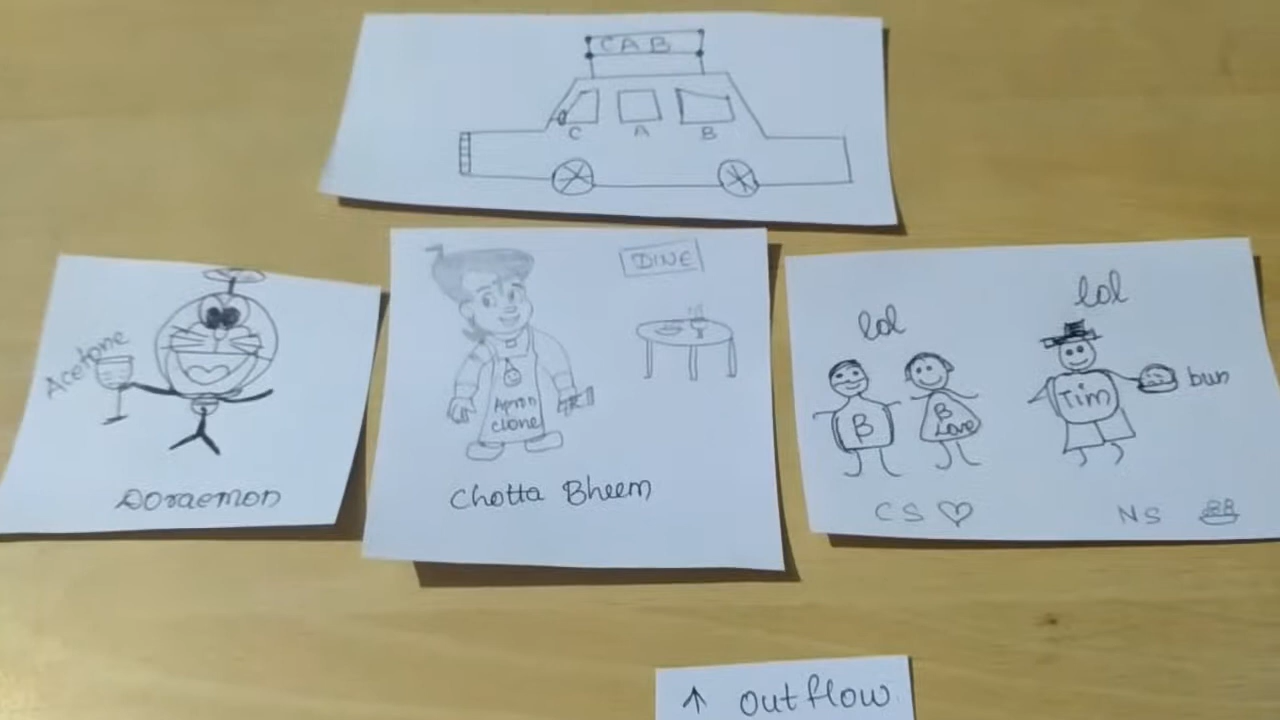 CAB
C A B
Acetone
Doraemon
DINE
Apron
clone
Chotta Bheem
lol
lol
B
B
Love
Tim
bun
CS
NS
↑ outflow